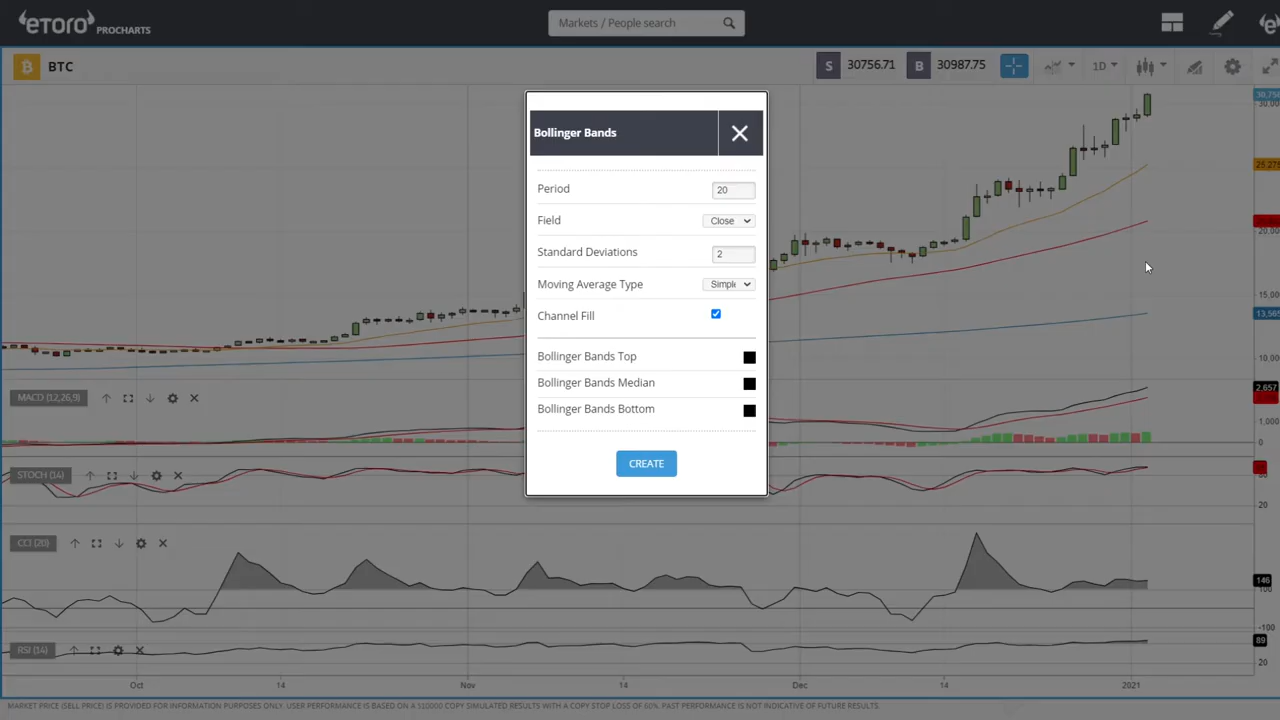 eToro PROCHARTS
Markets / People search
BTC
S 30756.71 B 30987.75 1D
Bollinger Bands
Period 20
Field Close
Standard Deviations 2
Moving Average Type Simple
Channel Fill
Bollinger Bands Top
Bollinger Bands Median
Bollinger Bands Bottom
CREATE
30,000
25,275
20,000
15,000
13,565
10,000
MACD (12,26,9)
2,657
1,000
0
STOCH (14)
20
CCI (20)
146
100
-100
RSI (14)
89
20
Oct 14 Nov 14 Dec 14 2021
MARKET PRICE (SELL PRICE) IS PROVIDED FOR INFORMATION PURPOSES ONLY. USER PERFORMANCE IS BASED ON A $10000 COPY SIMULATED RESULTS WITH A COPY STOP LOSS OF 60%. PAST PERFORMANCE IS NOT INDICATIVE OF FUTURE RESULTS.